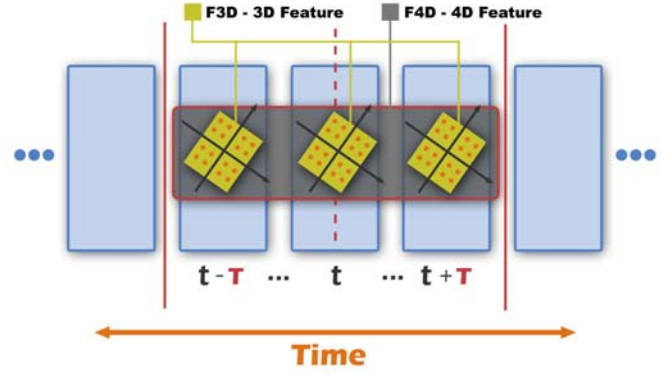 F3D - 3D Feature F4D - 4D Feature
t - T ... t ... t + T
Time